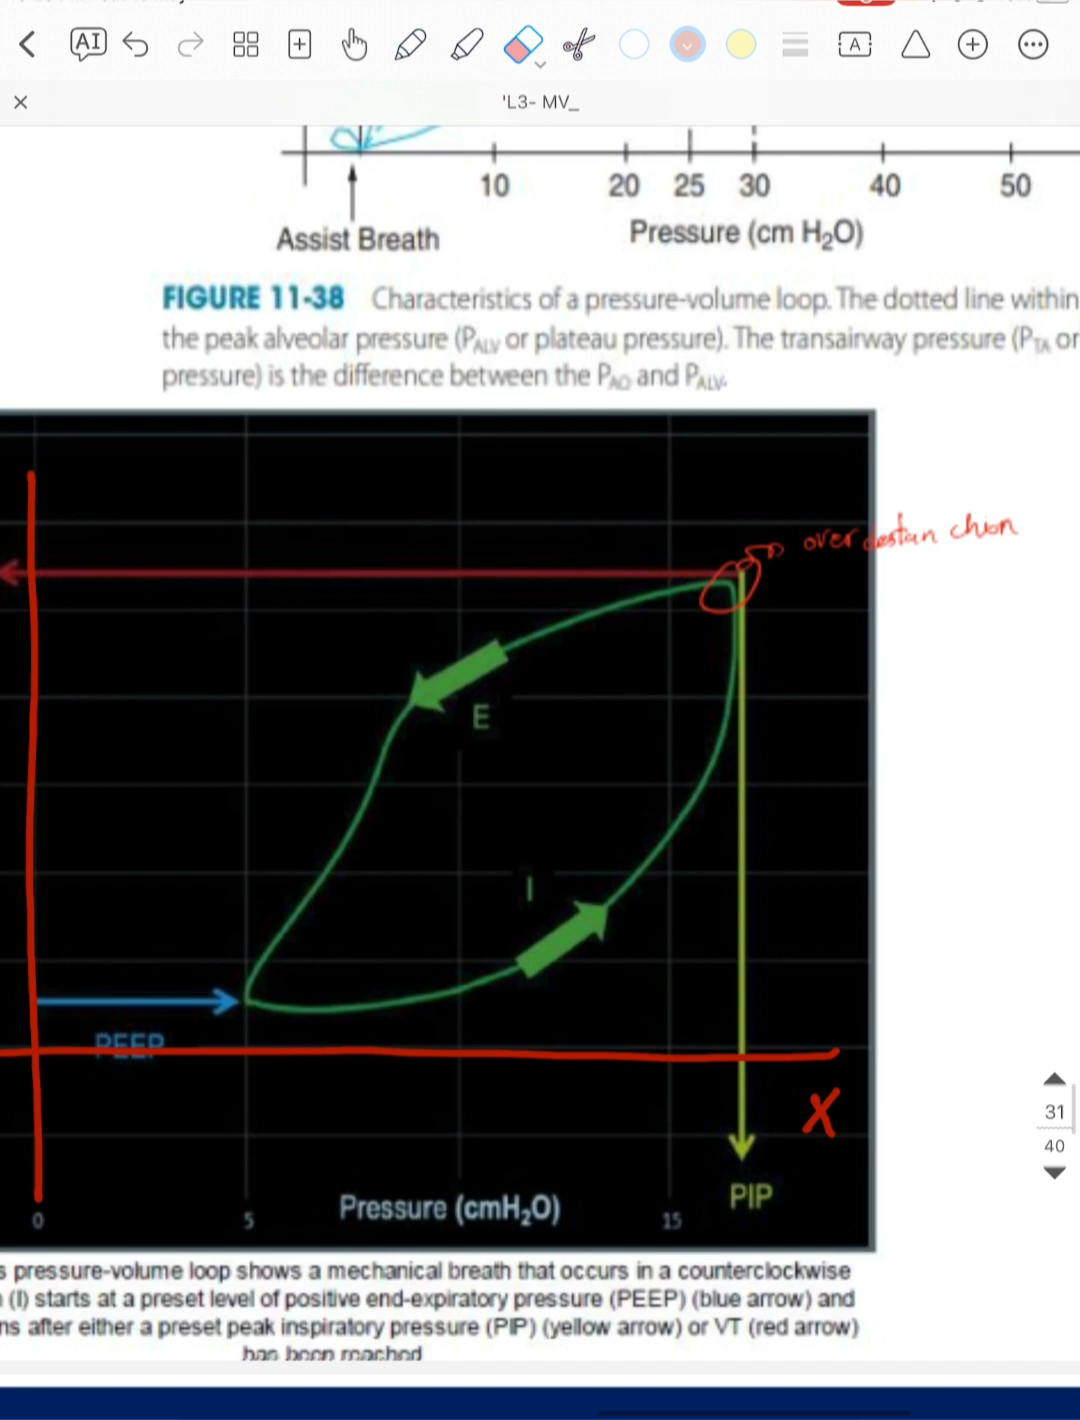 AI
A
'L3- MV_
10 20 25 30 40 50
Assist Breath
Pressure (cm H₂O)
FIGURE 11-38 Characteristics of a pressure-volume loop. The dotted line within
the peak alveolar pressure (PALV or plateau pressure). The transairway pressure (PTA or
pressure) is the difference between the PAO and PALV.
over destan chion
E
I
PEEP
X
31
40
PIP
Pressure (cmH₂O)
0 5 15
s pressure-volume loop shows a mechanical breath that occurs in a counterclockwise
(I) starts at a preset level of positive end-expiratory pressure (PEEP) (blue arrow) and
ns after either a preset peak inspiratory pressure (PIP) (yellow arrow) or VT (red arrow)
has been reached